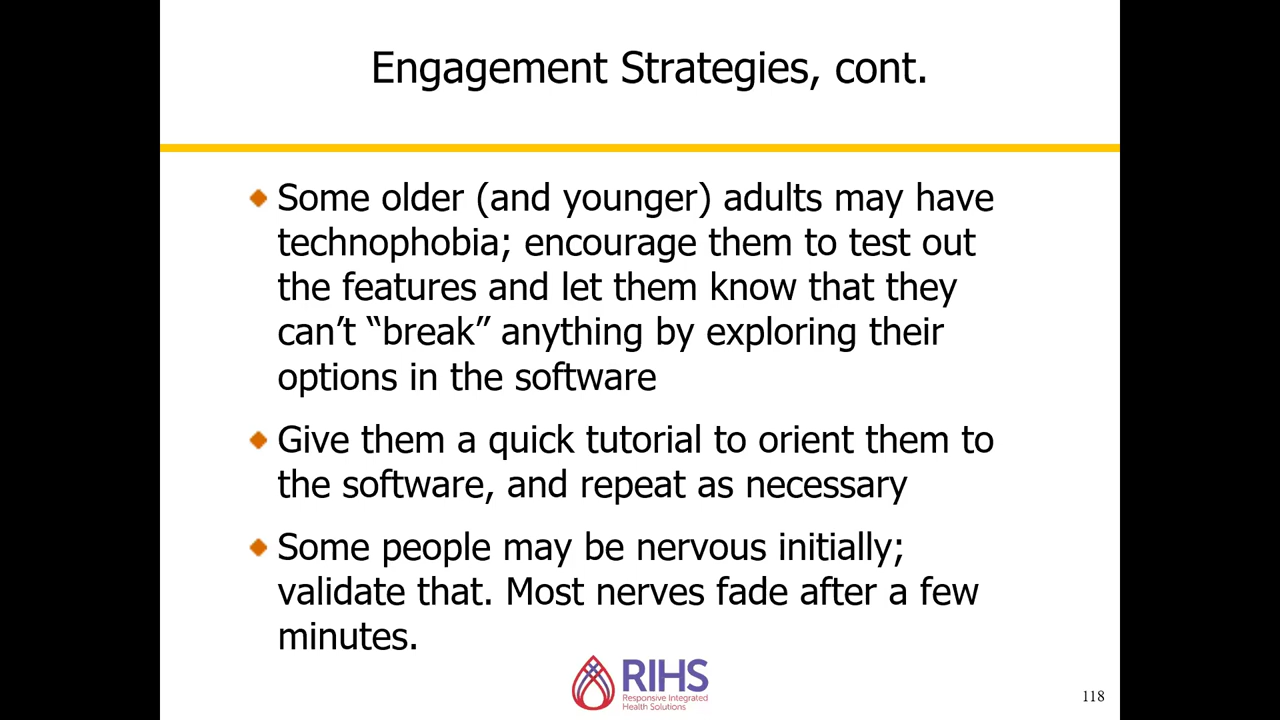 Engagement Strategies, cont.
Some older (and younger) adults may have
technophobia; encourage them to test out
the features and let them know that they
can’t “break” anything by exploring their
options in the software
Give them a quick tutorial to orient them to
the software, and repeat as necessary
Some people may be nervous initially;
validate that. Most nerves fade after a few
minutes.
RIHS
Responsive Integrated
Health Solutions
118